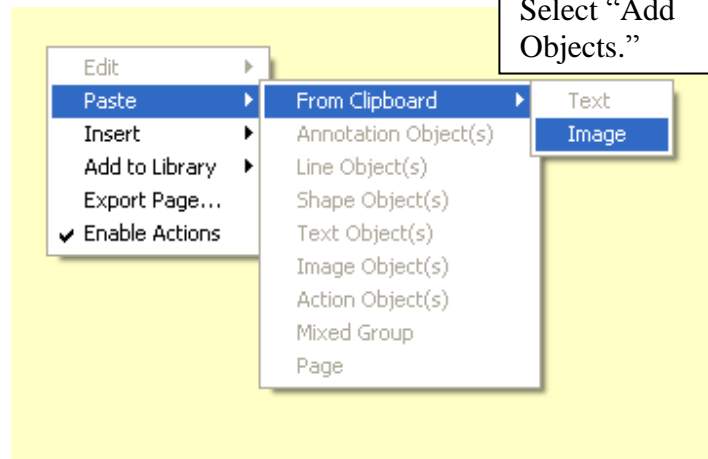 Select “Add
Objects.”
Edit
Paste
Insert
Add to Library
Export Page...
Enable Actions
From Clipboard
Annotation Object(s)
Line Object(s)
Shape Object(s)
Text Object(s)
Image Object(s)
Action Object(s)
Mixed Group
Page
Text
Image